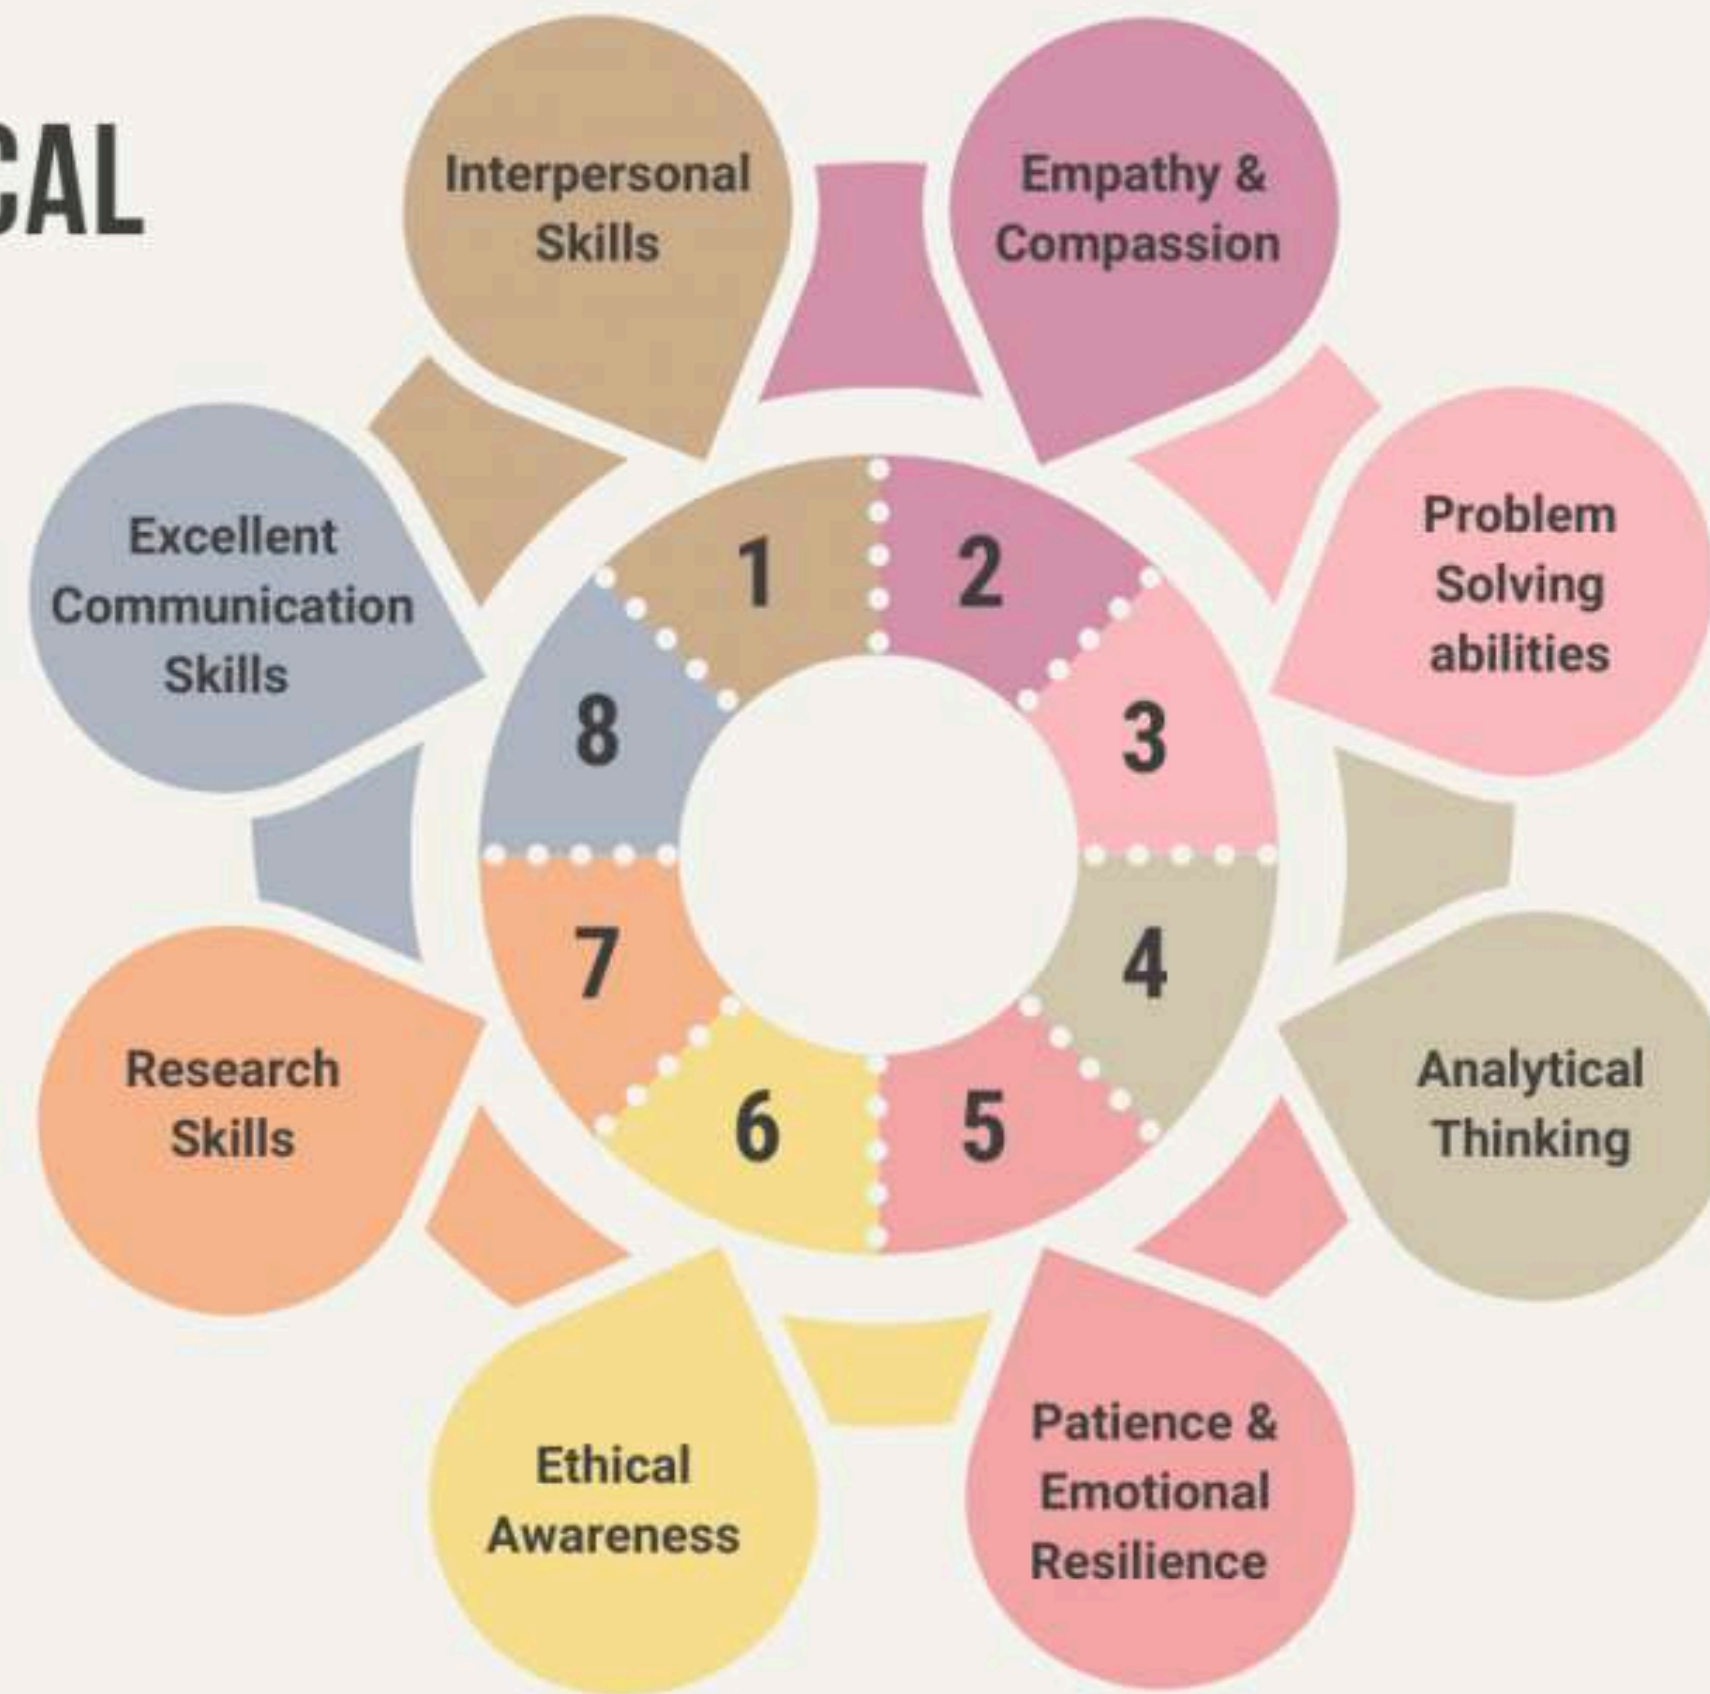 CAL
Interpersonal
Skills
Empathy &
Compassion
Problem
Solving
abilities
Analytical
Thinking
Patience &
Emotional
Resilience
Ethical
Awareness
Research
Skills
Excellent
Communication
Skills
1
2
3
4
5
6
7
8